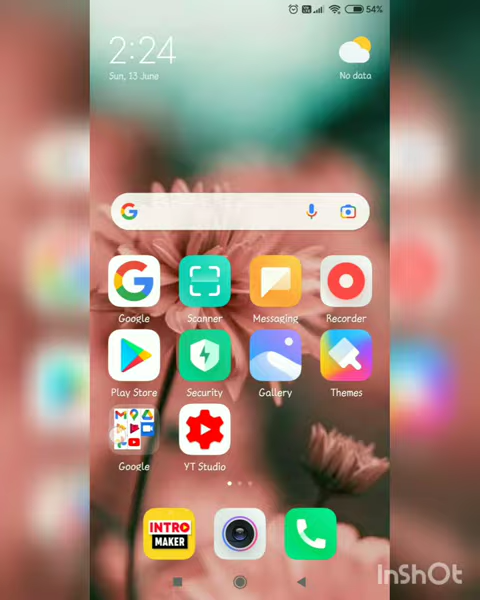 54%
2:24
Sun, 13 June
No data
Google
Scanner
Messaging
Recorder
Play Store
Security
Gallery
Themes
Google
YT Studio
INTRO
MAKER
InShOt